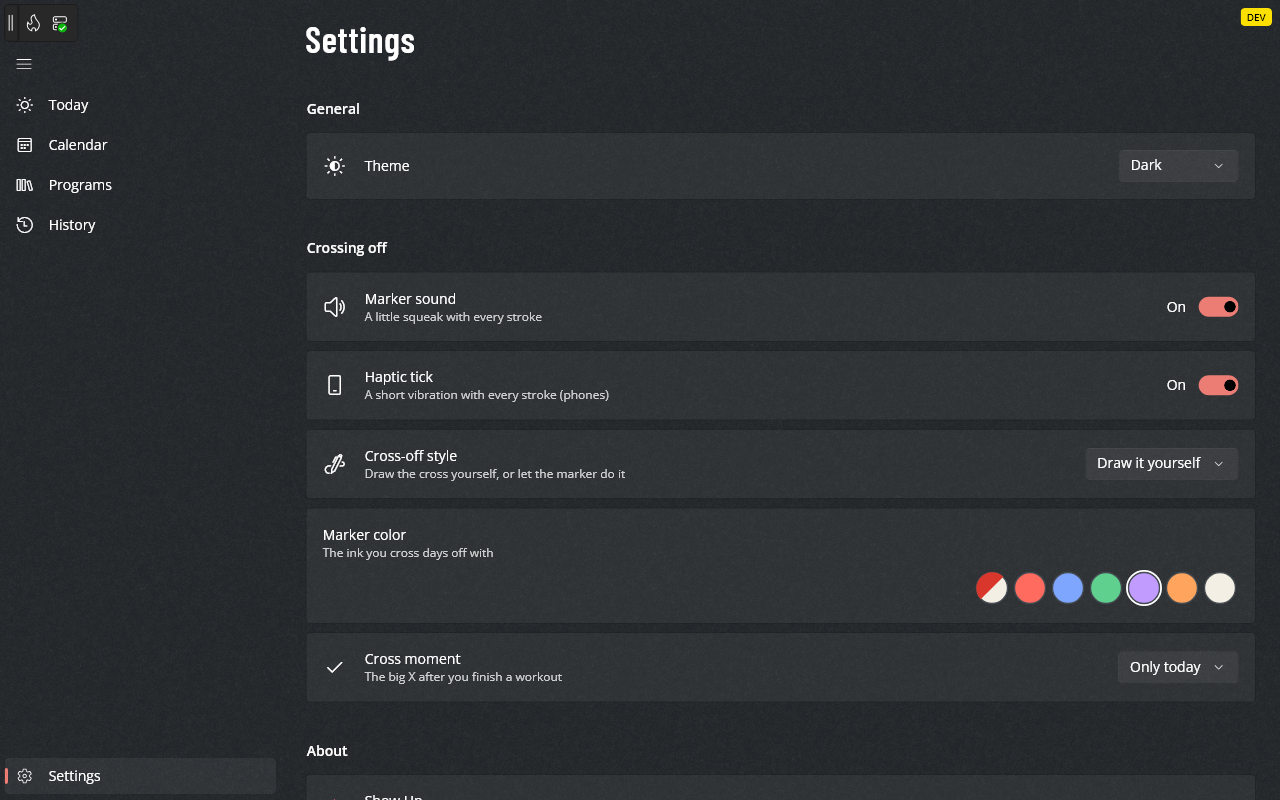 DEV
Settings
Today
Calendar
Programs
History
General
Theme
Dark
Crossing off
Marker sound
A little squeak with every stroke
On
Haptic tick
A short vibration with every stroke (phones)
On
Cross-off style
Draw the cross yourself, or let the marker do it
Draw it yourself
Marker color
The ink you cross days off with
Cross moment
The big X after you finish a workout
Only today
About
Show Up
Settings